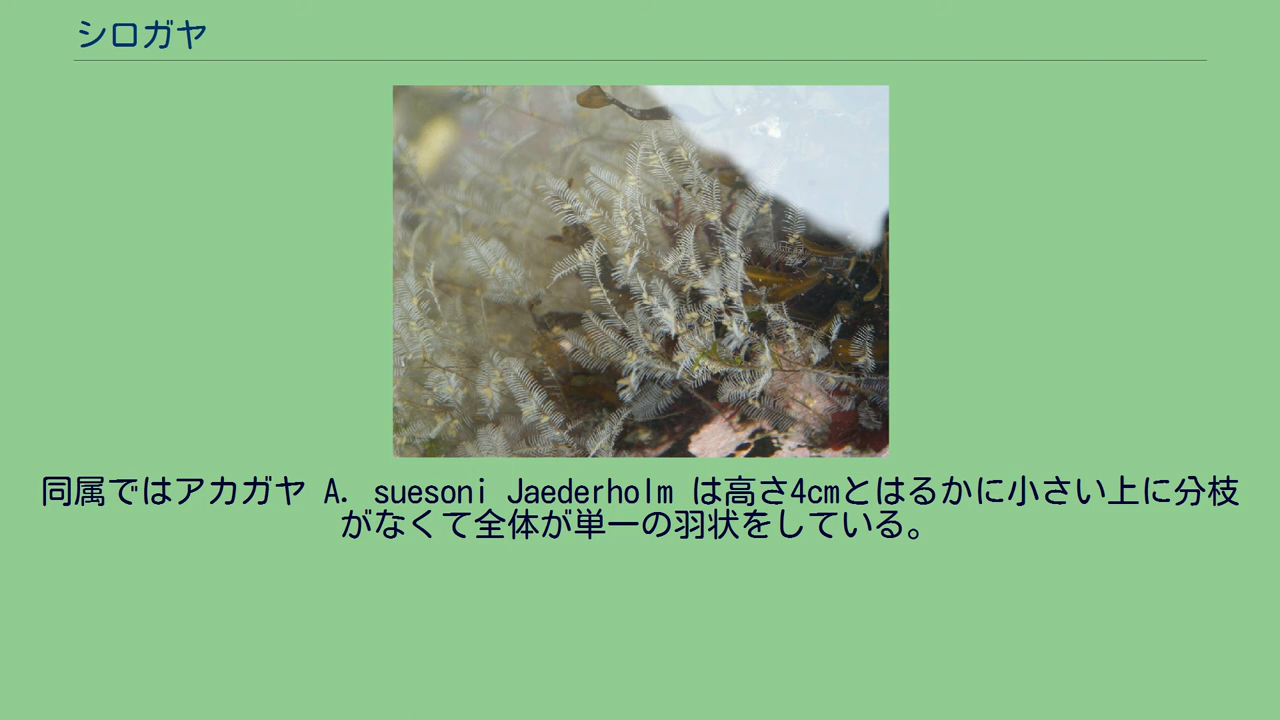 シロガヤ
同属ではアカガヤ A. suesoni Jaederholm は高さ4cmとはるかに小さい上に分枝
がなくて全体が単一の羽状をしている。